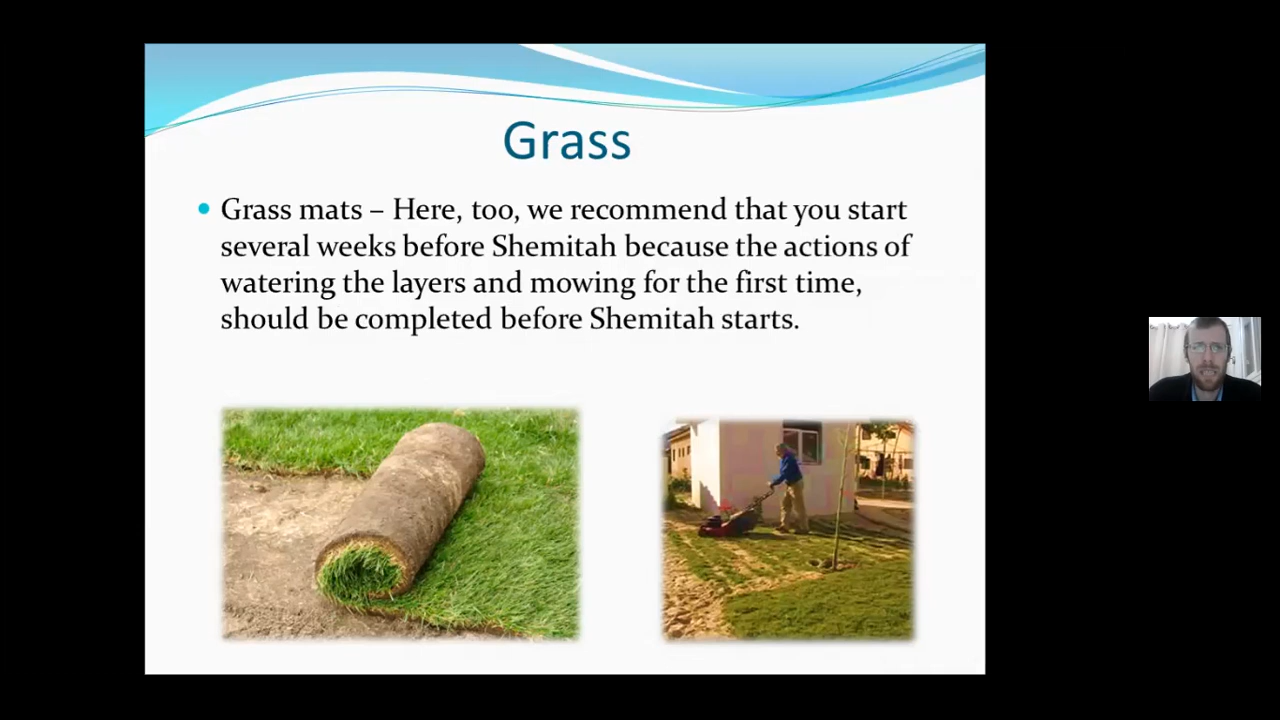 Grass
Grass mats – Here, too, we recommend that you start
several weeks before Shemitah because the actions of
watering the layers and mowing for the first time,
should be completed before Shemitah starts.